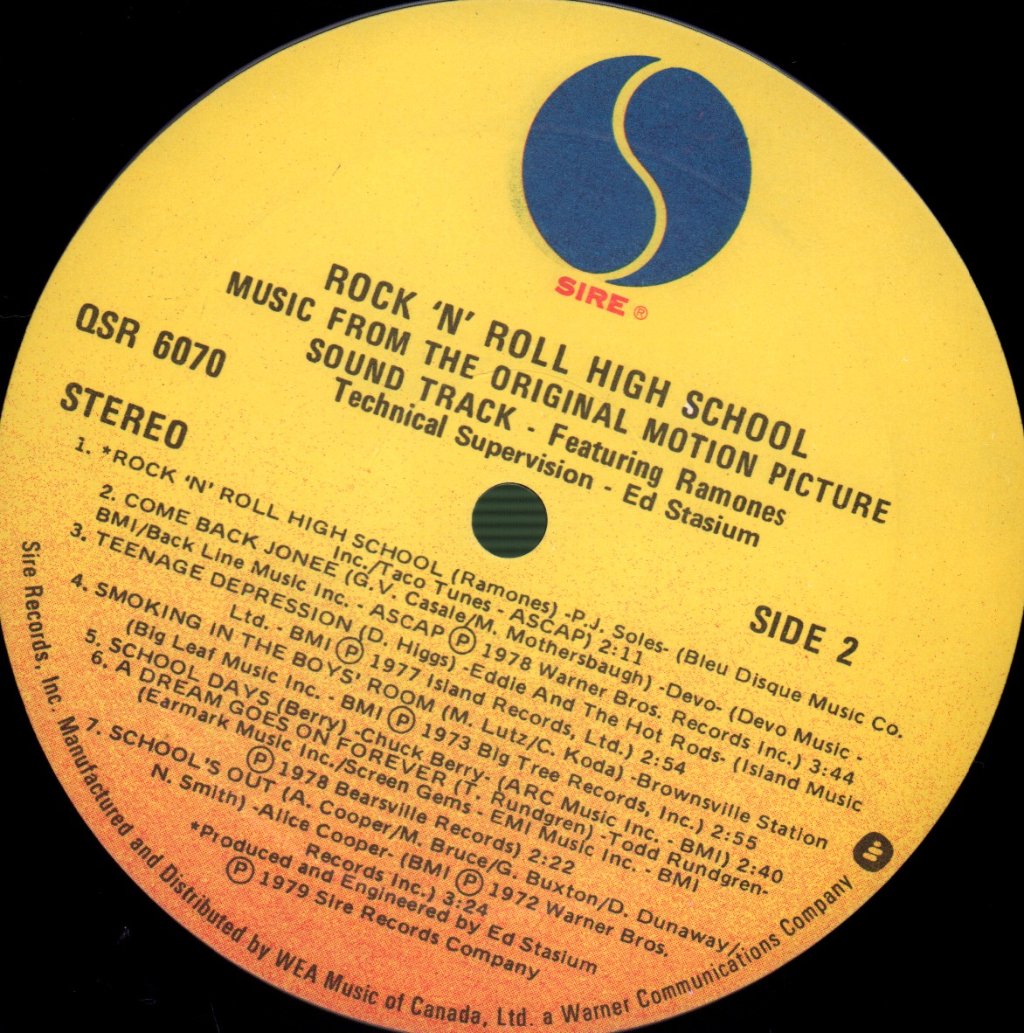 SIRE ®
ROCK 'N' ROLL HIGH SCHOOL
MUSIC FROM THE ORIGINAL MOTION PICTURE
SOUND TRACK - Featuring Ramones
Technical Supervision - Ed Stasium
QSR 6070
STEREO
SIDE 2
1. *ROCK 'N' ROLL HIGH SCHOOL (Ramones) -P.J. Soles- (Bleu Disque Music Co.
Inc./Taco Tunes - ASCAP) 2:11
2. COME BACK JONEE (G.V. Casale/M. Mothersbaugh) -Devo- (Devo Music -
BMI/Back Line Music Inc. - ASCAP Ⓟ 1978 Warner Bros. Records Inc.) 3:44
3. TEENAGE DEPRESSION (D. Higgs) -Eddie And The Hot Rods- (Island Music
Ltd. - BMI Ⓟ 1977 Island Records, Ltd.) 2:54
4. SMOKING IN THE BOYS' ROOM (M. Lutz/C. Koda) -Brownsville Station
(Big Leaf Music Inc. - BMI Ⓟ 1973 Big Tree Records, Inc.) 2:55
5. SCHOOL DAYS (Berry) -Chuck Berry- (ARC Music Inc. - BMI) 2:40
6. A DREAM GOES ON FOREVER (T. Rundgren) -Todd Rundgren-
(Earmark Music Inc./Screen Gems - EMI Music Inc. - BMI
Ⓟ 1978 Bearsville Records) 2:22
7. SCHOOL'S OUT (A. Cooper/M. Bruce/G. Buxton/D. Dunaway/
N. Smith) -Alice Cooper- (BMI Ⓟ 1972 Warner Bros.
Records Inc.) 3:24
*Produced and Engineered by Ed Stasium
Ⓟ 1979 Sire Records Company
Sire Records, Inc. Manufactured and Distributed by WEA Music of Canada, Ltd. a Warner Communications Company